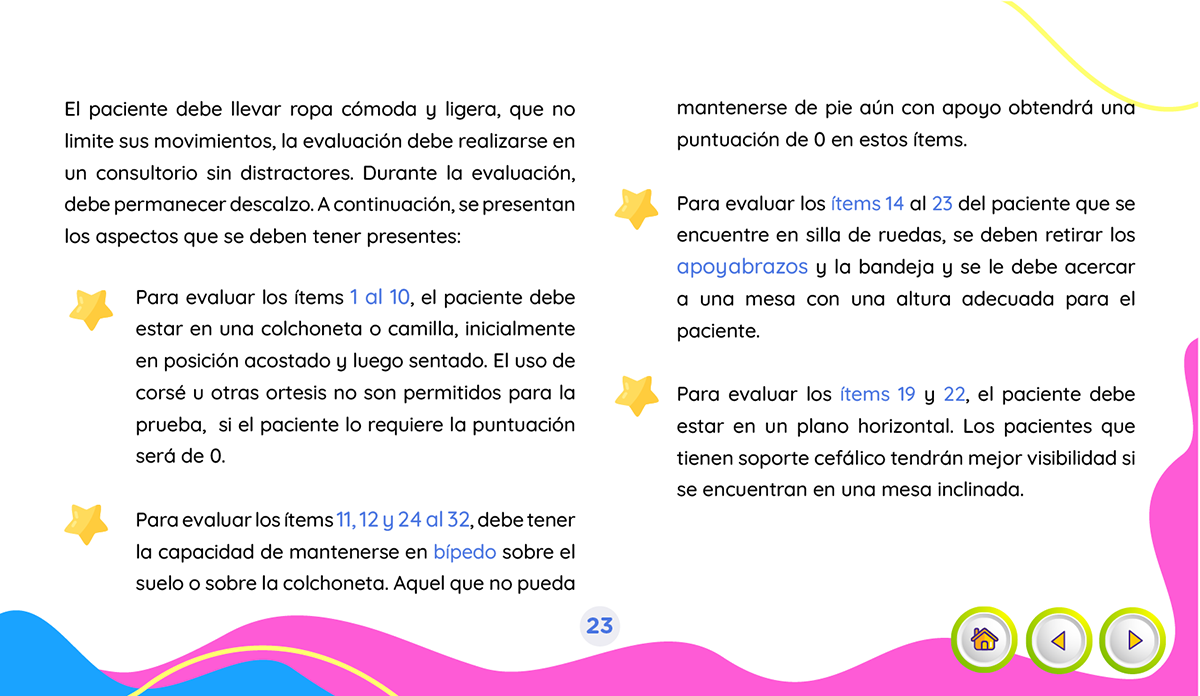 El paciente debe llevar ropa cómoda y ligera, que no
limite sus movimientos, la evaluación debe realizarse en
un consultorio sin distractores. Durante la evaluación,
debe permanecer descalzo. A continuación, se presentan
los aspectos que se deben tener presentes:
Para evaluar los ítems 1 al 10, el paciente debe
estar en una colchoneta o camilla, inicialmente
en posición acostado y luego sentado. El uso de
corsé u otras ortesis no son permitidos para la
prueba, si el paciente lo requiere la puntuación
será de 0.
Para evaluar los ítems 11, 12 y 24 al 32, debe tener
la capacidad de mantenerse en bípedo sobre el
suelo o sobre la colchoneta. Aquel que no pueda
mantenerse de pie aún con apoyo obtendrá una
puntuación de 0 en estos ítems.
Para evaluar los ítems 14 al 23 del paciente que se
encuentre en silla de ruedas, se deben retirar los
apoyabrazos y la bandeja y se le debe acercar
a una mesa con una altura adecuada para el
paciente.
Para evaluar los ítems 19 y 22, el paciente debe
estar en un plano horizontal. Los pacientes que
tienen soporte cefálico tendrán mejor visibilidad si
se encuentran en una mesa inclinada.
23